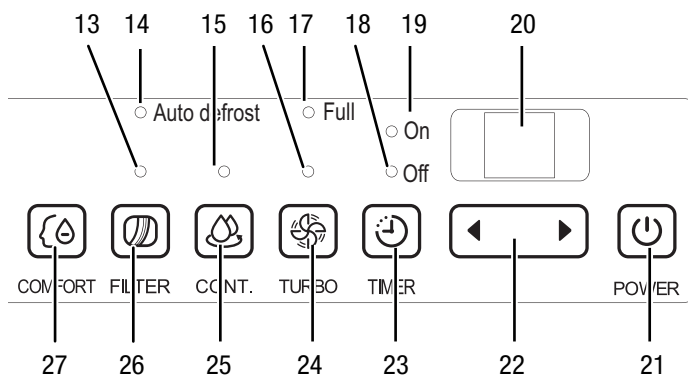 13 14 15 16 17 18 19 20
Auto defrost Full
On
Off
COMFORT FILTER CONT. TURBO TIMER POWER
27 26 25 24 23 22 21